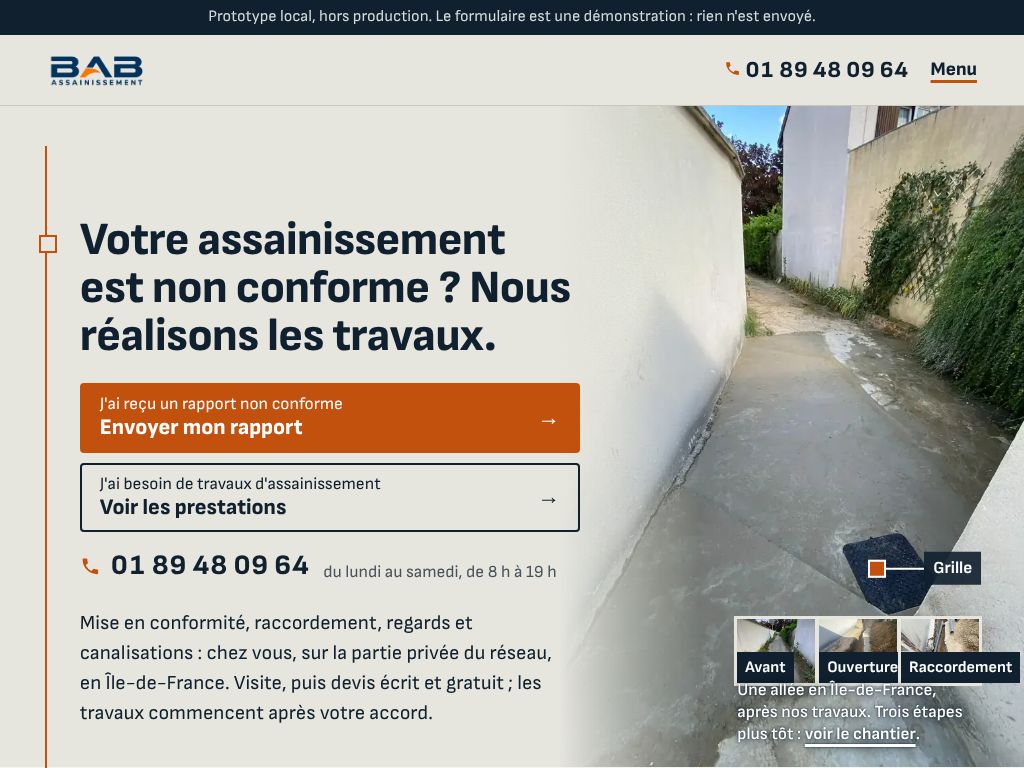 Prototype local, hors production. Le formulaire est une démonstration : rien n'est envoyé.
BAB
ASSAINISSEMENT
01 89 48 09 64
Menu
Votre assainissement
est non conforme ? Nous
réalisons les travaux.
J'ai reçu un rapport non conforme
Envoyer mon rapport
→
J'ai besoin de travaux d'assainissement
Voir les prestations
→
01 89 48 09 64
du lundi au samedi, de 8 h à 19 h
Mise en conformité, raccordement, regards et
canalisations : chez vous, sur la partie privée du réseau,
en Île-de-France. Visite, puis devis écrit et gratuit ; les
travaux commencent après votre accord.
Grille
Avant
Ouverture
Raccordement
Une allée en Île-de-France,
après nos travaux. Trois étapes
plus tôt : voir le chantier.